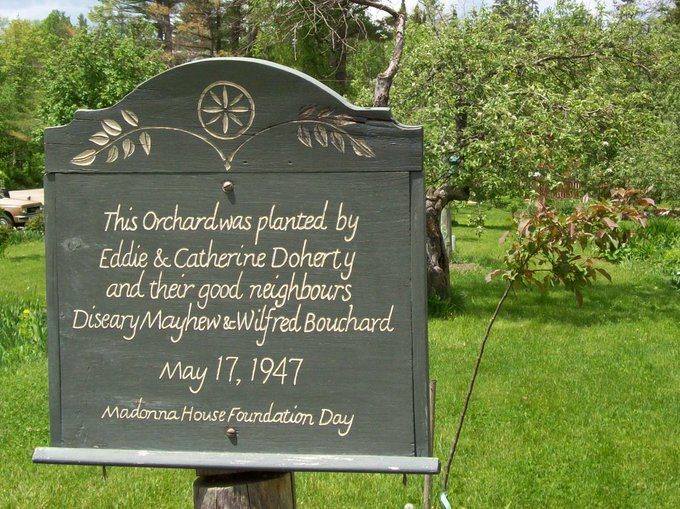 This Orchard was planted by
Eddie & Catherine Doherty
and their good neighbours
Diseary Mayhew & Wilfred Bouchard
May 17, 1947
Madonna House Foundation Day